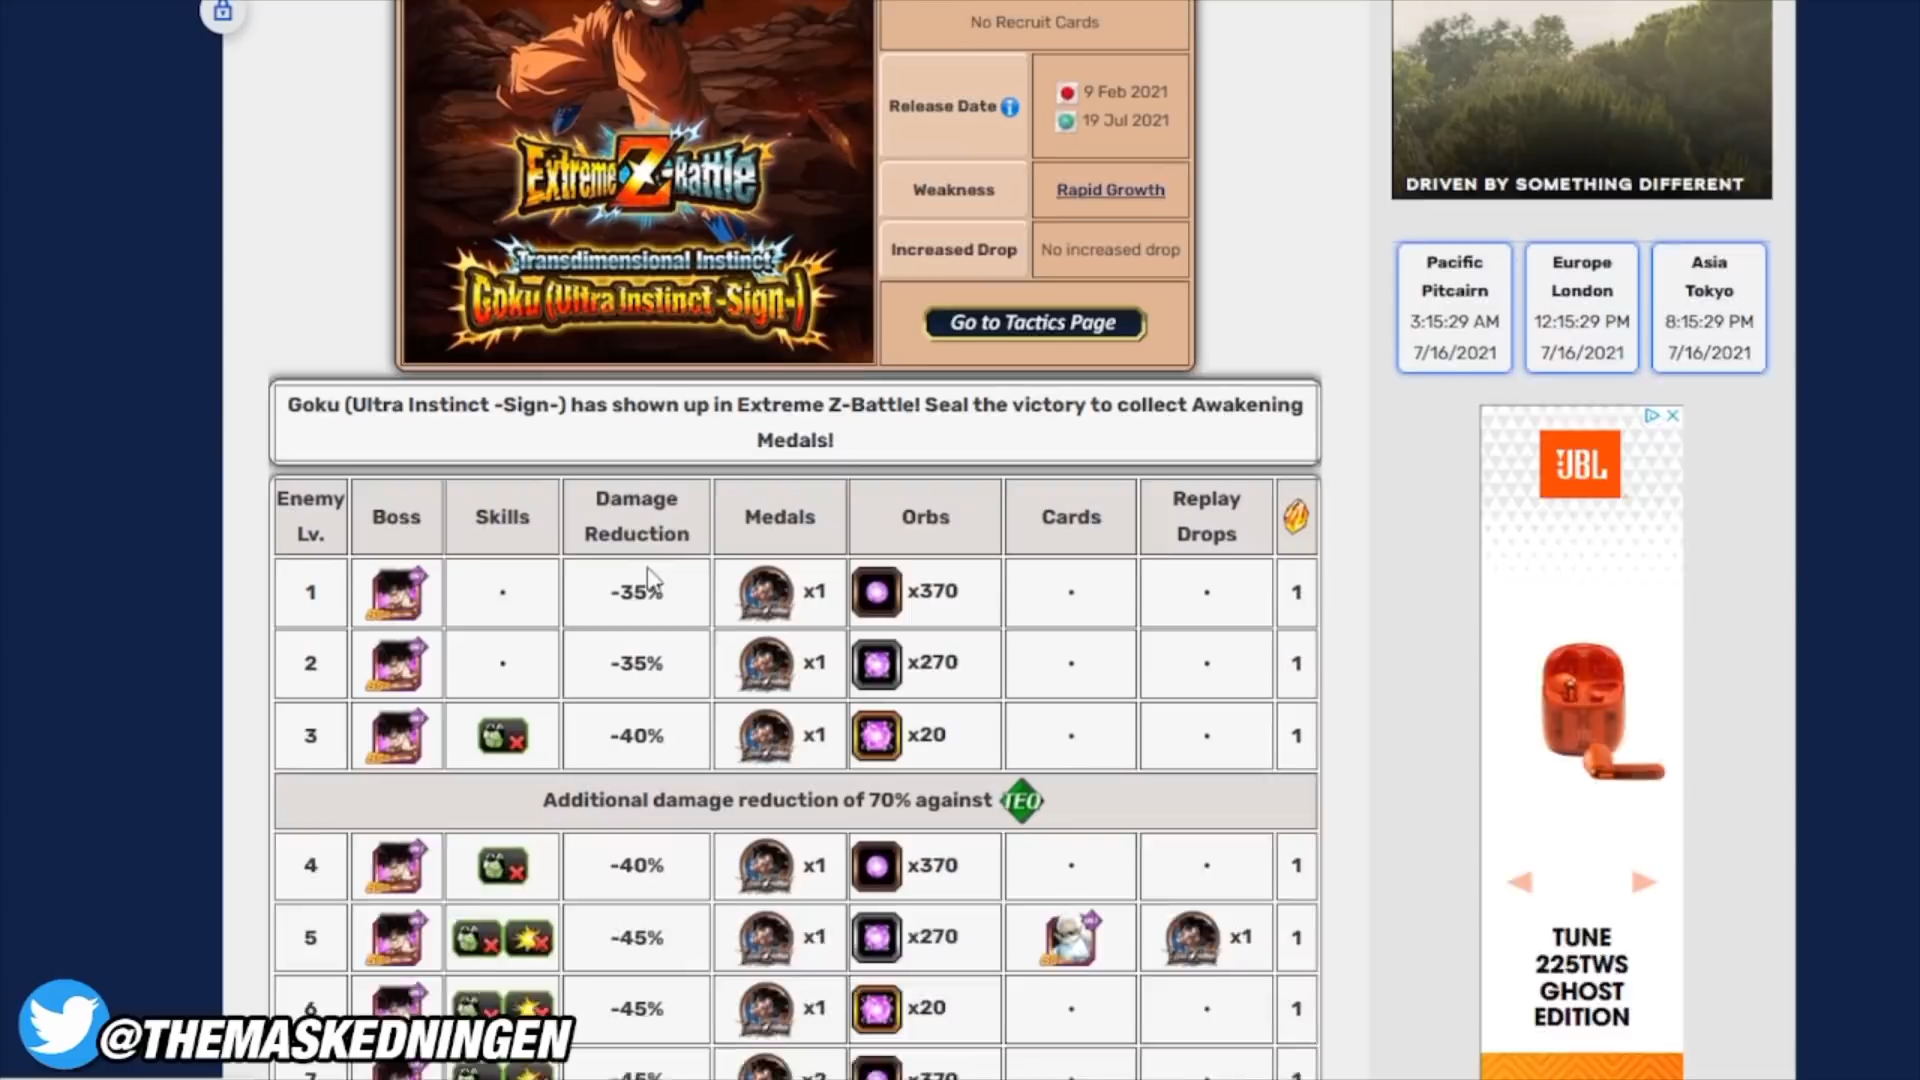 No Recruit Cards
Release Date
9 Feb 2021
19 Jul 2021
Weakness
Rapid Growth
Increased Drop
No increased drop
Go to Tactics Page
Extreme Z-Battle
Transdimensional Instinct
Goku (Ultra Instinct -Sign-)
DRIVEN BY SOMETHING DIFFERENT
Pacific
Pitcairn
3:15:29 AM
7/16/2021
Europe
London
12:15:29 PM
7/16/2021
Asia
Tokyo
8:15:29 PM
7/16/2021
Goku (Ultra Instinct -Sign-) has shown up in Extreme Z-Battle! Seal the victory to collect Awakening
Medals!
Enemy Lv. Boss Skills Damage Reduction Medals Orbs Cards Replay Drops
1 · -35% x1 x370 · · 1
2 · -35% x1 x270 · · 1
3 -40% x1 x20 · · 1
Additional damage reduction of 70% against TEQ
4 -40% x1 x370 · · 1
5 -45% x1 x270 x1 1
6 -45% x1 x20 · · 1
7 -45% x2 x370 1
JBL
TUNE
225TWS
GHOST
EDITION
@THEMASKEDNINGEN